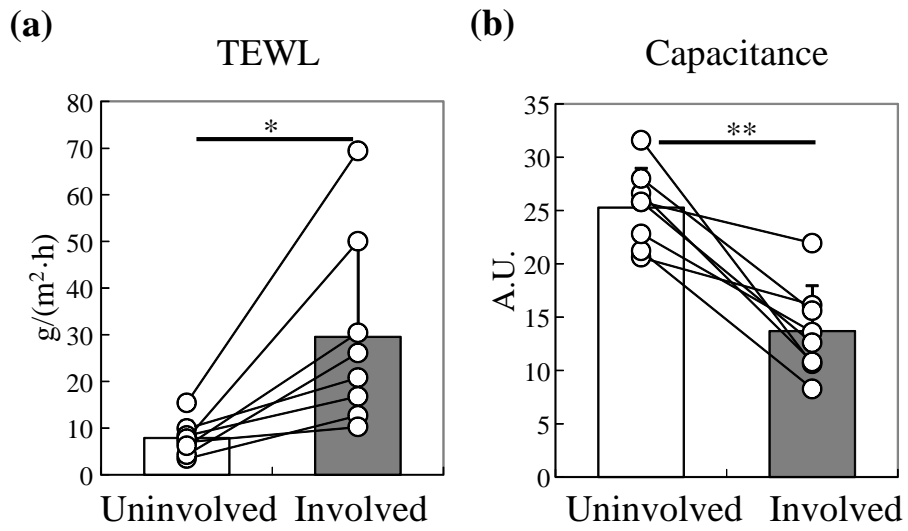 (a)
TEWL
g/(m²·h)
80
70
60
50
40
30
20
10
0
*
Uninvolved Involved
(b)
Capacitance
A.U.
35
30
25
20
15
10
5
0
**
Uninvolved Involved